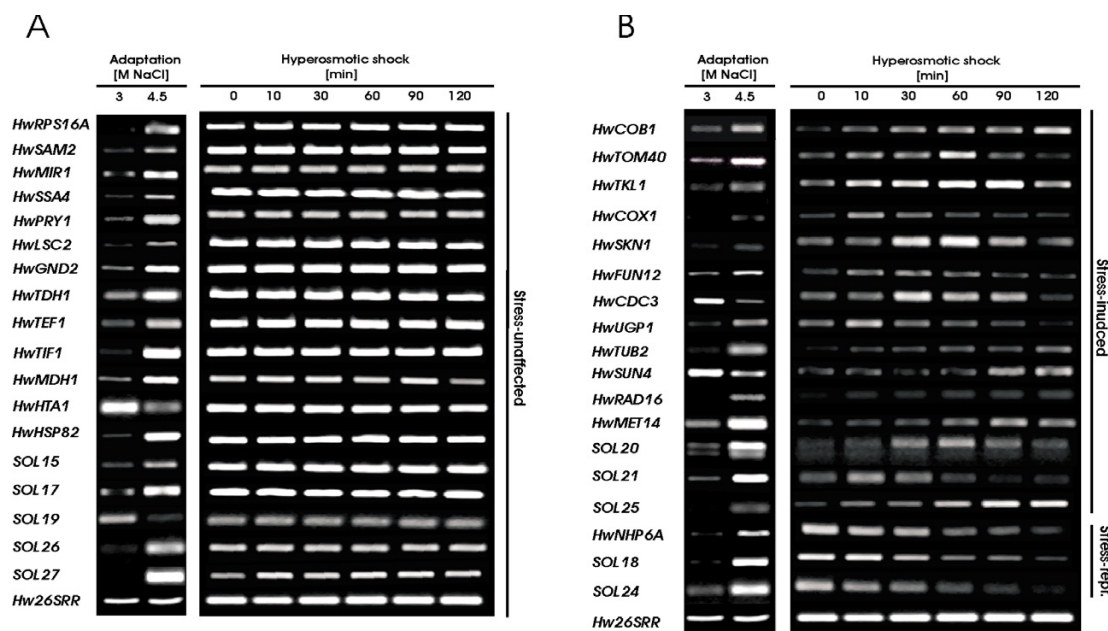 A
Adaptation
[M NaCl]
Hyperosmotic shock
[min]
3 4.5 0 10 30 60 90 120
HwRPS16A
HwSAM2
HwMIR1
HwSSA4
HwPRY1
HwLSC2
HwGND2
HwTDH1
HwTEF1
HwTIF1
HwMDH1
HwHTA1
HwHSP82
SOL15
SOL17
SOL19
SOL26
SOL27
Hw26SRR
Stress-unaffected
B
Adaptation
[M NaCl]
Hyperosmotic shock
[min]
3 4.5 0 10 30 60 90 120
HwCOB1
HwTOM40
HwTKL1
HwCOX1
HwSKN1
HwFUN12
HwCDC3
HwUGP1
HwTUB2
HwSUN4
HwRAD16
HwMET14
SOL20
SOL21
SOL25
HwNHP6A
SOL18
SOL24
Hw26SRR
Stress-inudced
Stress-repr.